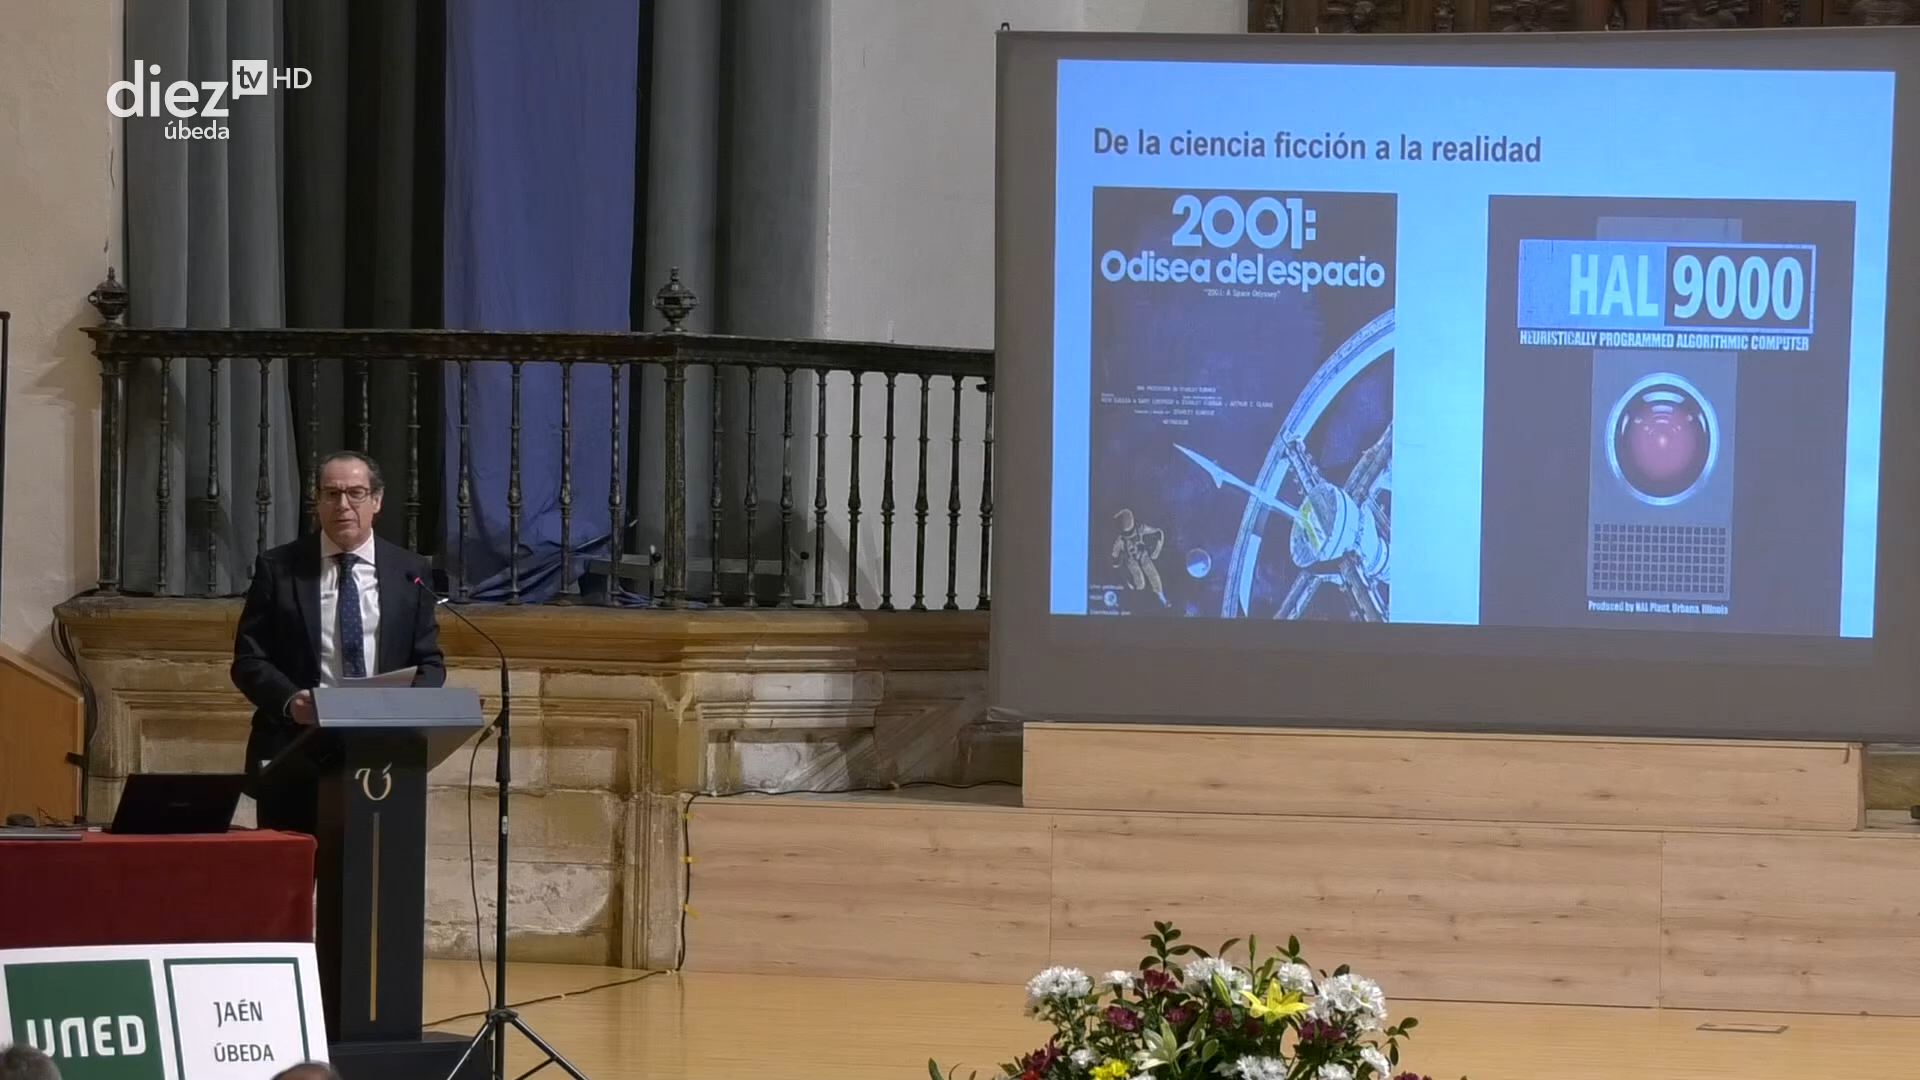 diez tv HD
úbeda
De la ciencia ficción a la realidad
2001:
Odisea del espacio
"2001: A Space Odyssey"
HAL 9000
HEURISTICALLY PROGRAMMED ALGORITHMIC COMPUTER
Produced by HAL Plant, Urbana, Illinois
Ú
UNED
JAÉN
ÚBEDA